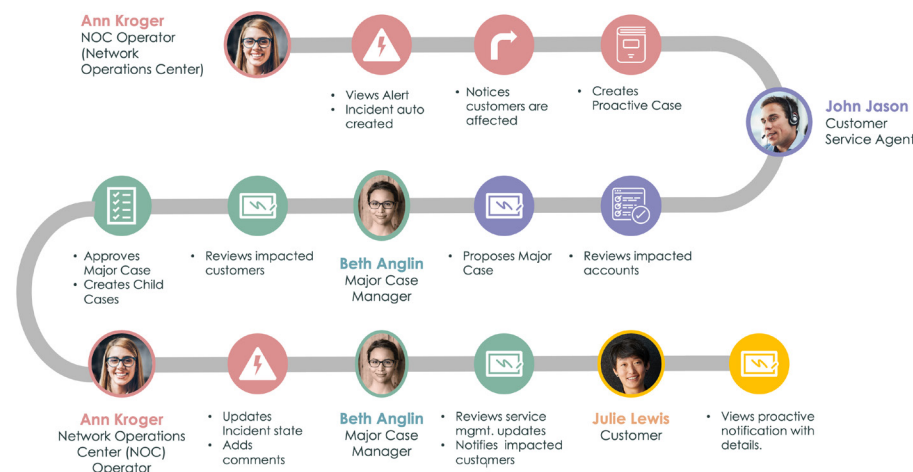 Ann Kroger
NOC Operator
(Network
Operations Center)
• Views Alert
• Incident auto
created
• Notices
customers are
affected
• Creates
Proactive Case
John Jason
Customer
Service Agent
• Approves
Major Case
• Creates Child
Cases
• Reviews impacted
customers
Beth Anglin
Major Case
Manager
• Proposes Major
Case
• Reviews impacted
accounts
Ann Kroger
Network Operations
Center (NOC)
Operator
• Updates
Incident state
• Adds
comments
Beth Anglin
Major Case
Manager
• Reviews service
mgmt. updates
• Notifies impacted
customers
Julie Lewis
Customer
• Views proactive
notification with
details.